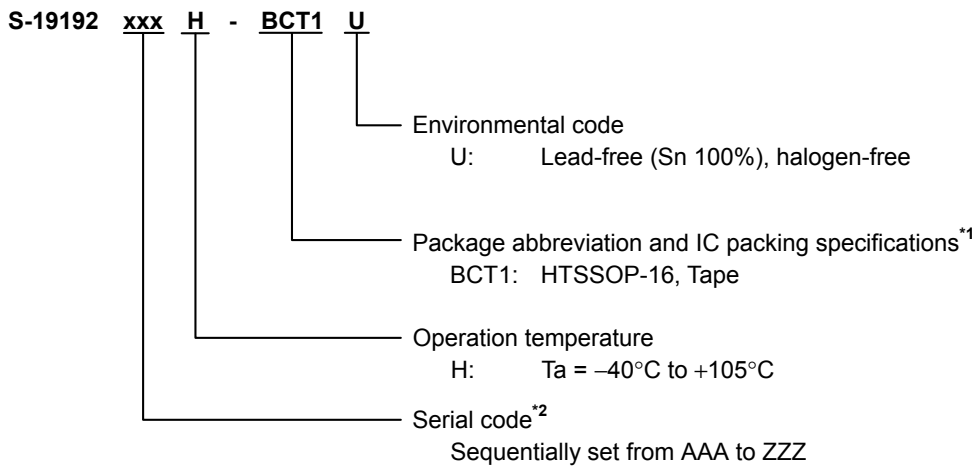 S-19192 xxx H - BCT1 U
Environmental code
U: Lead-free (Sn 100%), halogen-free
Package abbreviation and IC packing specifications*1
BCT1: HTSSOP-16, Tape
Operation temperature
H: Ta = −40°C to +105°C
Serial code*2
Sequentially set from AAA to ZZZ